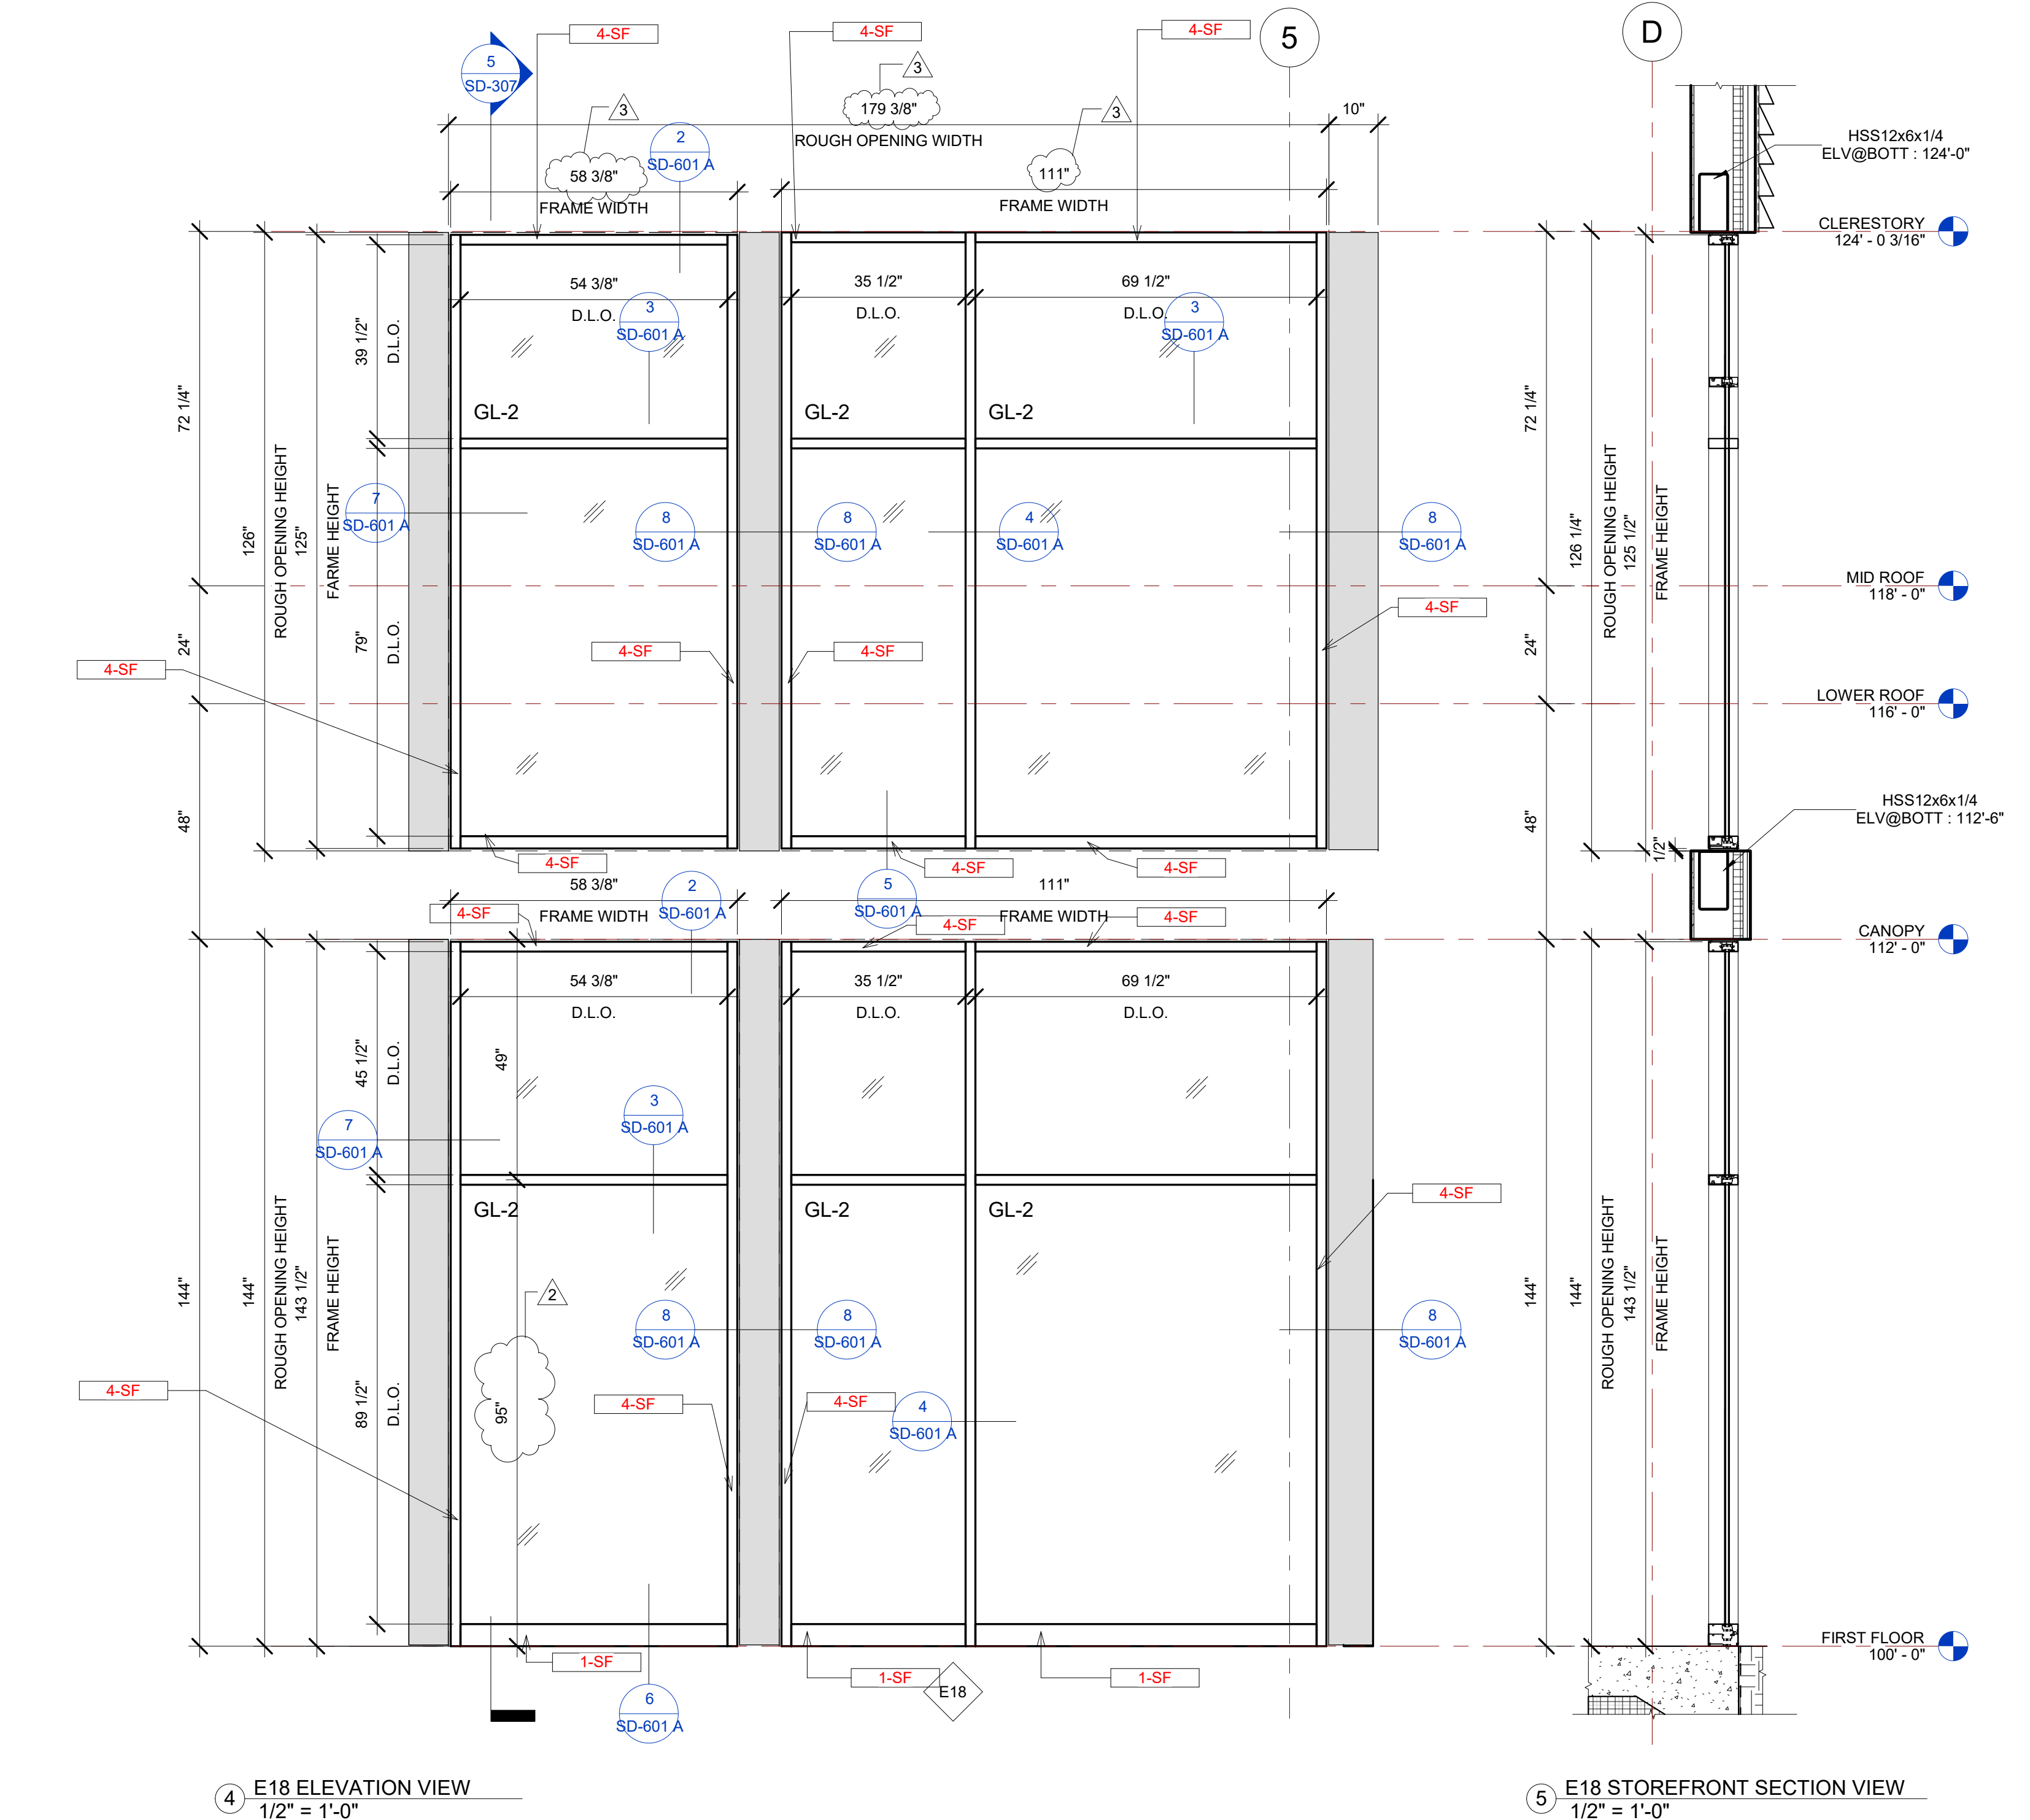 4-SF
4-SF
4-SF
5
D
5
SD-307
3
179 3/8"
ROUGH OPENING WIDTH
10"
3
3
2
SD-601 A
58 3/8"
FRAME WIDTH
111"
FRAME WIDTH
HSS12x6x1/4
ELV@BOTT : 124'-0"
CLERESTORY
124' - 0 3/16"
54 3/8"
D.L.O.
35 1/2"
D.L.O.
69 1/2"
D.L.O.
3
SD-601 A
3
SD-601 A
39 1/2"
D.L.O.
72 1/4"
72 1/4"
GL-2
GL-2
GL-2
126"
ROUGH OPENING HEIGHT
125"
FARME HEIGHT
7
SD-601 A
8
SD-601 A
8
SD-601 A
4
SD-601 A
8
SD-601 A
126 1/4"
ROUGH OPENING HEIGHT
125 1/2"
FRAME HEIGHT
MID ROOF
118' - 0"
4-SF
24"
79"
D.L.O.
4-SF
4-SF
24"
4-SF
LOWER ROOF
116' - 0"
48"
48"
HSS12x6x1/4
ELV@BOTT : 112'-6"
1/2"
4-SF
4-SF
4-SF
58 3/8"
FRAME WIDTH
2
SD-601 A
5
SD-601 A
111"
FRAME WIDTH
4-SF
4-SF
4-SF
CANOPY
112' - 0"
54 3/8"
D.L.O.
35 1/2"
D.L.O.
69 1/2"
D.L.O.
45 1/2"
D.L.O.
49"
3
SD-601 A
7
SD-601 A
4-SF
GL-2
GL-2
GL-2
144"
144"
ROUGH OPENING HEIGHT
143 1/2"
FRAME HEIGHT
2
8
SD-601 A
8
SD-601 A
8
SD-601 A
144"
144"
ROUGH OPENING HEIGHT
143 1/2"
FRAME HEIGHT
4-SF
89 1/2"
D.L.O.
95"
4-SF
4-SF
4
SD-601 A
FIRST FLOOR
100' - 0"
1-SF
1-SF
E18
1-SF
6
SD-601 A
4
E18 ELEVATION VIEW
1/2" = 1'-0"
5
E18 STOREFRONT SECTION VIEW
1/2" = 1'-0"